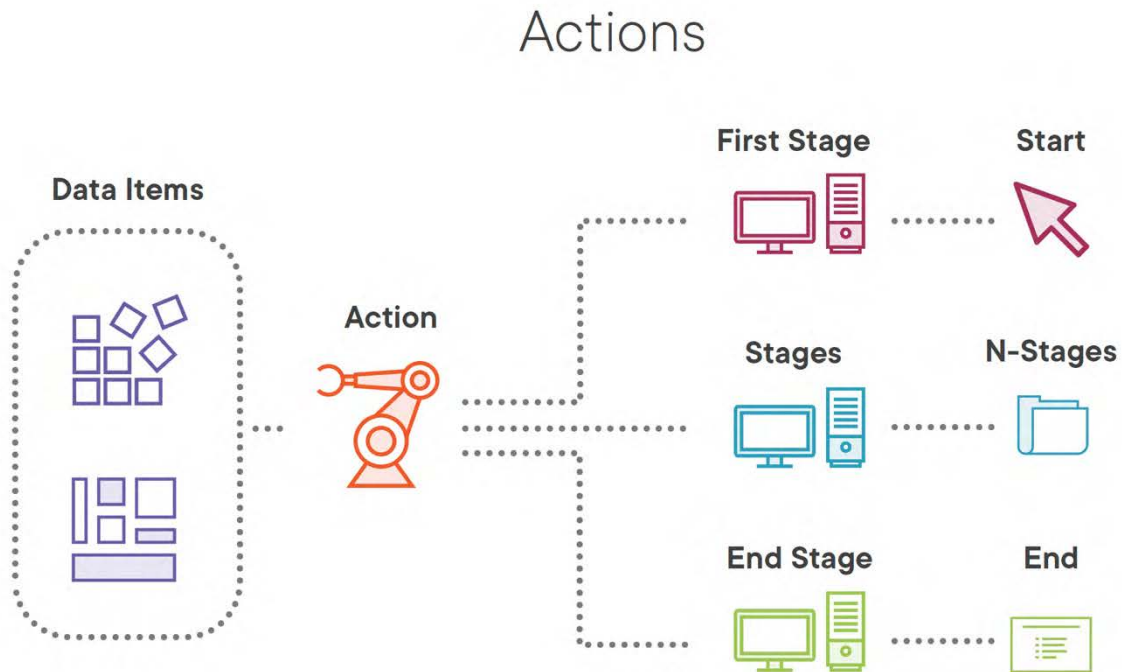 Actions
Data Items
Action
First Stage
Start
Stages
N-Stages
End Stage
End